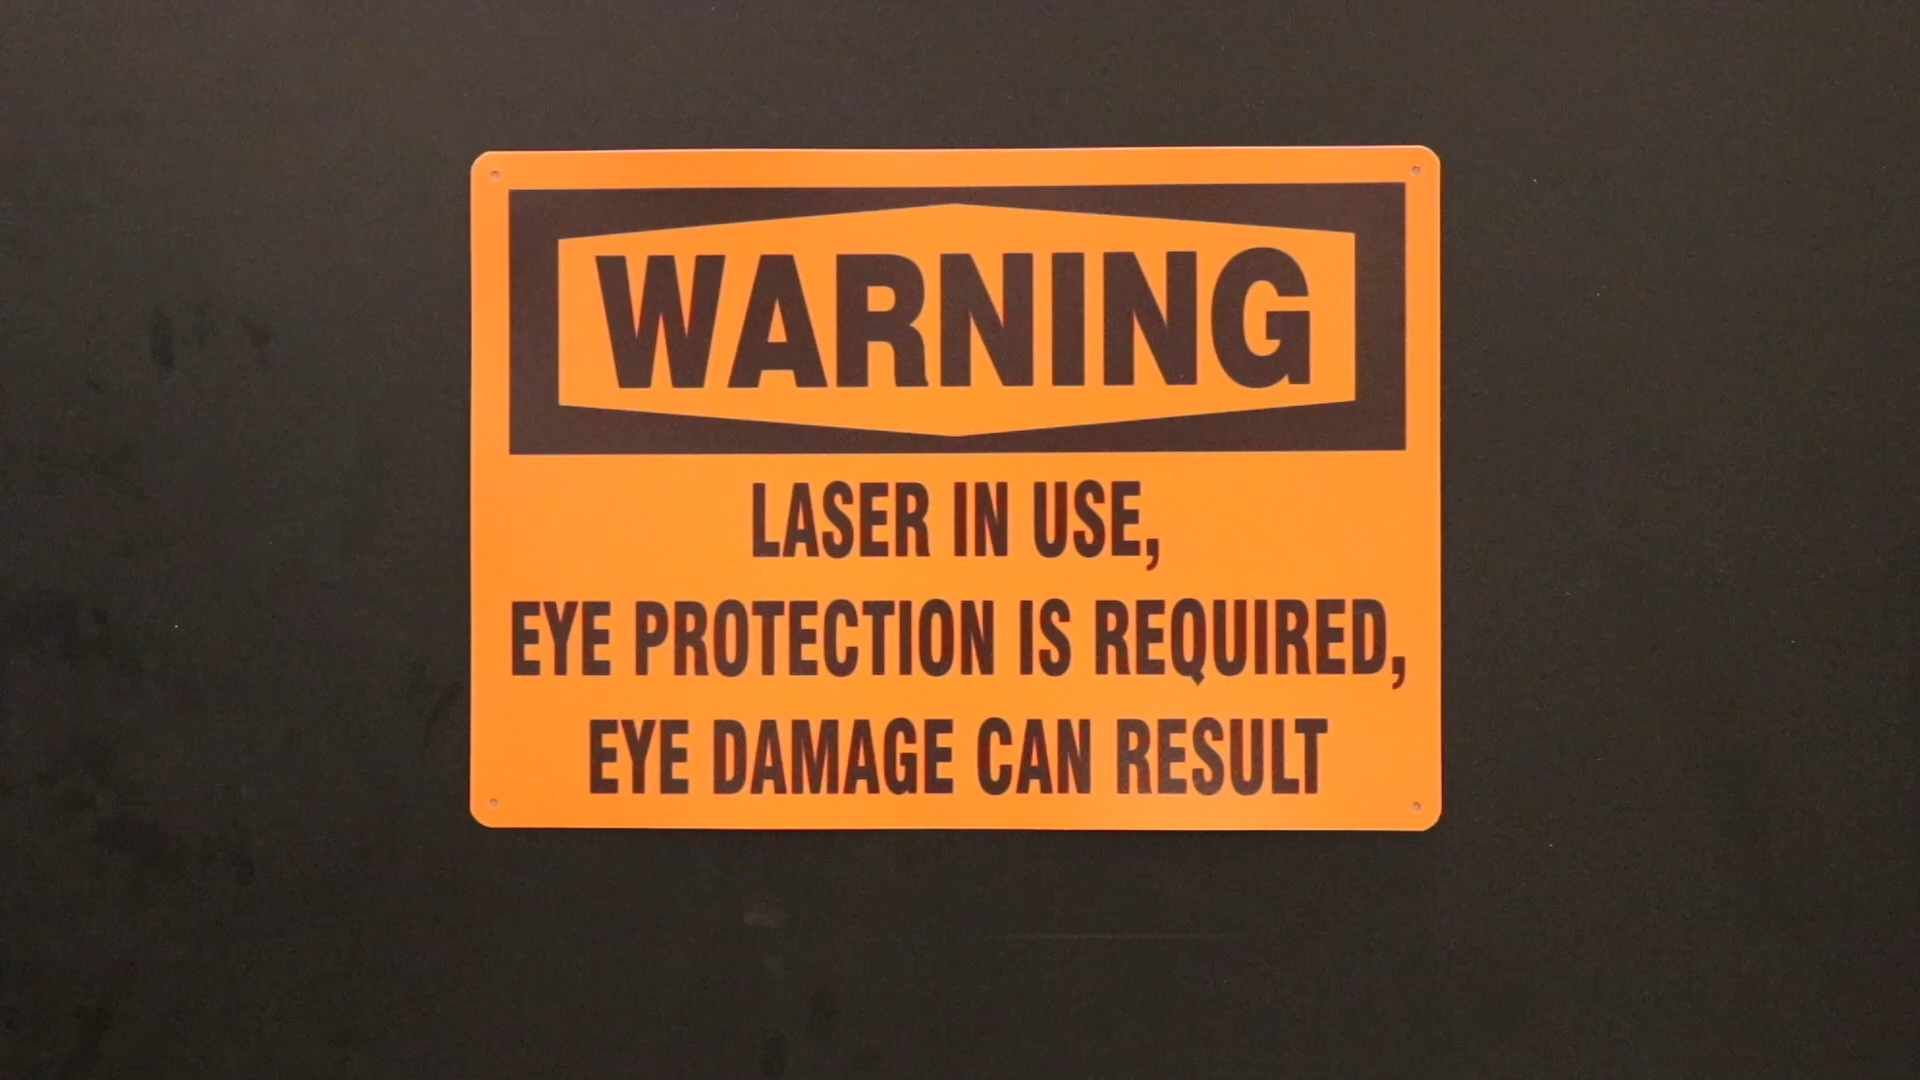 WARNING
LASER IN USE,
EYE PROTECTION IS REQUIRED,
EYE DAMAGE CAN RESULT